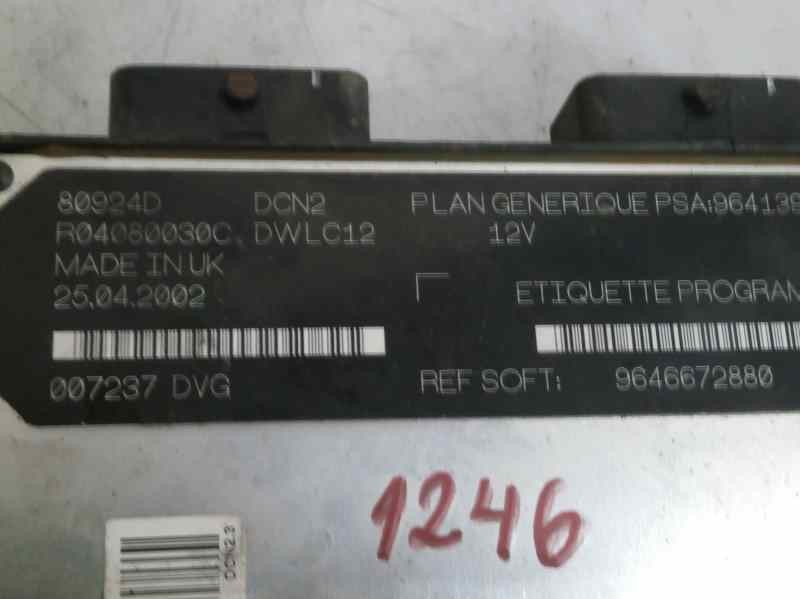 80924D DCN2 PLAN GENERIQUE PSA:964139
R04080030C. DWLC12 12V
MADE IN UK
25.04.2002 ETIQUETTE PROGRAM
007237 DVG REF SOFT: 9646672880
1246
DCN2.3